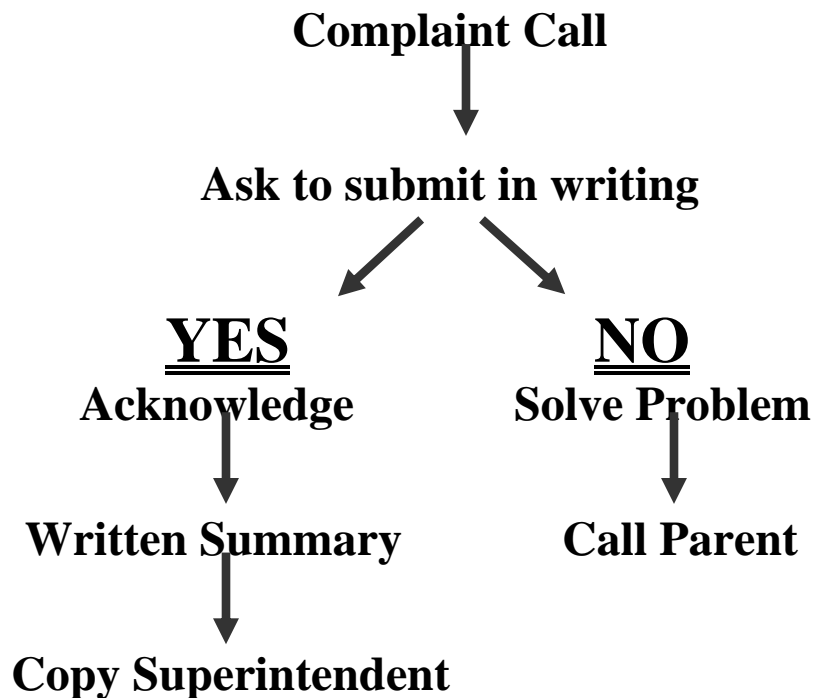 Complaint Call
Ask to submit in writing
YES
Acknowledge
Written Summary
Copy Superintendent
NO
Solve Problem
Call Parent